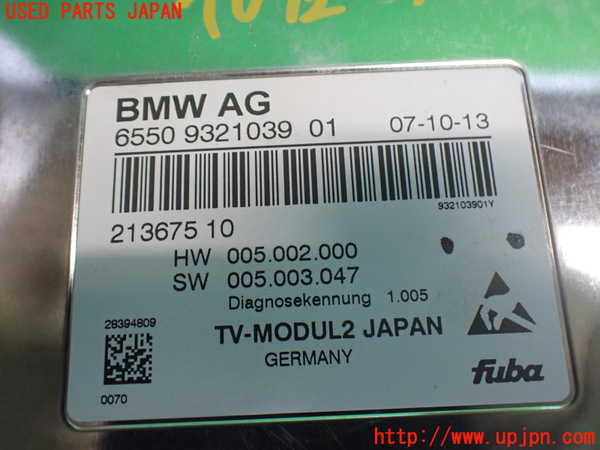 USED PARTS JAPAN
BMW AG
6550 9321039 01 07-10-13
932103901Y
213675 10
HW 005.002.000
SW 005.003.047
Diagnosekennung 1.005
28394809
TV-MODUL2 JAPAN
GERMANY
fuba
0070
http://www.upjpn.com/